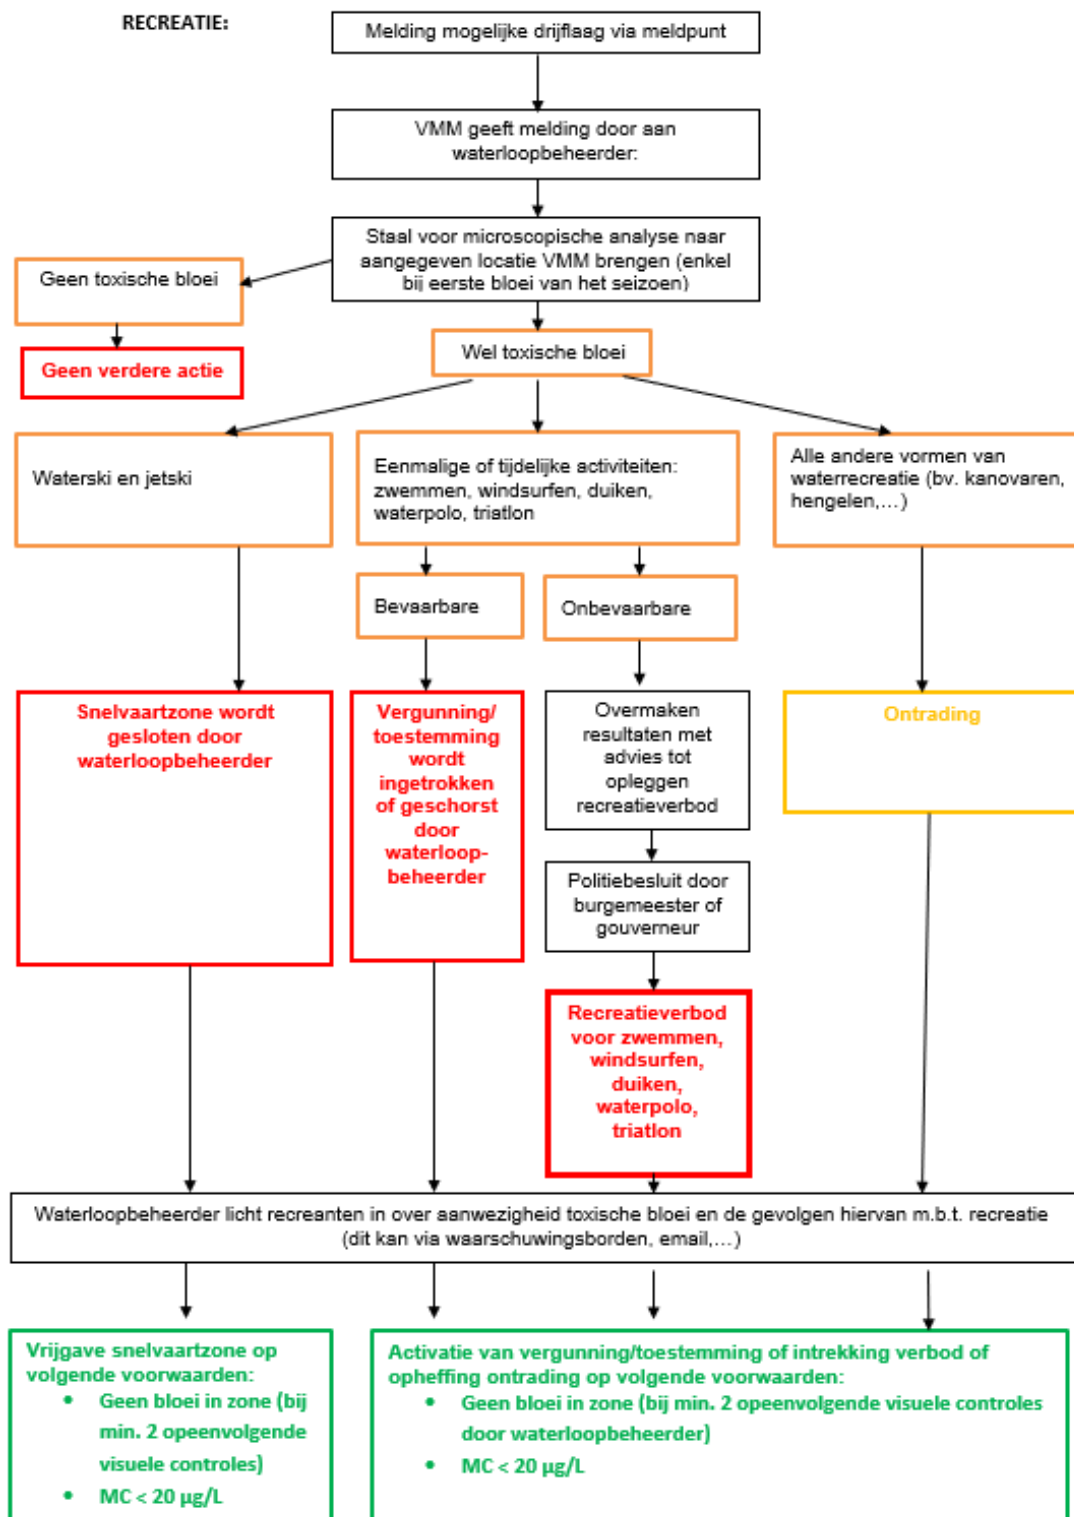 RECREATIE:
Melding mogelijke drijflaag via meldpunt
VMM geeft melding door aan
waterloopbeheerder:
Staal voor microscopische analyse naar
aangegeven locatie VMM brengen (enkel
bij eerste bloei van het seizoen)
Geen toxische bloei
Geen verdere actie
Wel toxische bloei
Waterski en jetski
Eenmalige of tijdelijke activiteiten:
zwemmen, windsurfen, duiken,
waterpolo, triatlon
Alle andere vormen van
waterrecreatie (bv. kanovaren,
hengelen,…)
Bevaarbare
Onbevaarbare
Snelvaartzone wordt
gesloten door
waterloopbeheerder
Vergunning/
toestemming
wordt
ingetrokken
of geschorst
door
waterloop-
beheerder
Overmaken
resultaten met
advies tot
opleggen
recreatieverbod
Ontrading
Politiebesluit door
burgemeester of
gouverneur
Recreatieverbod
voor zwemmen,
windsurfen,
duiken,
waterpolo,
triatlon
Waterloopbeheerder licht recreanten in over aanwezigheid toxische bloei en de gevolgen hiervan m.b.t. recreatie
(dit kan via waarschuwingsborden, email,…)
Vrijgave snelvaartzone op
volgende voorwaarden:
• Geen bloei in zone (bij
min. 2 opeenvolgende
visuele controles)
• MC < 20 µg/L
Activatie van vergunning/toestemming of intrekking verbod of
opheffing ontrading op volgende voorwaarden:
• Geen bloei in zone (bij min. 2 opeenvolgende visuele controles
door waterloopbeheerder)
• MC < 20 µg/L